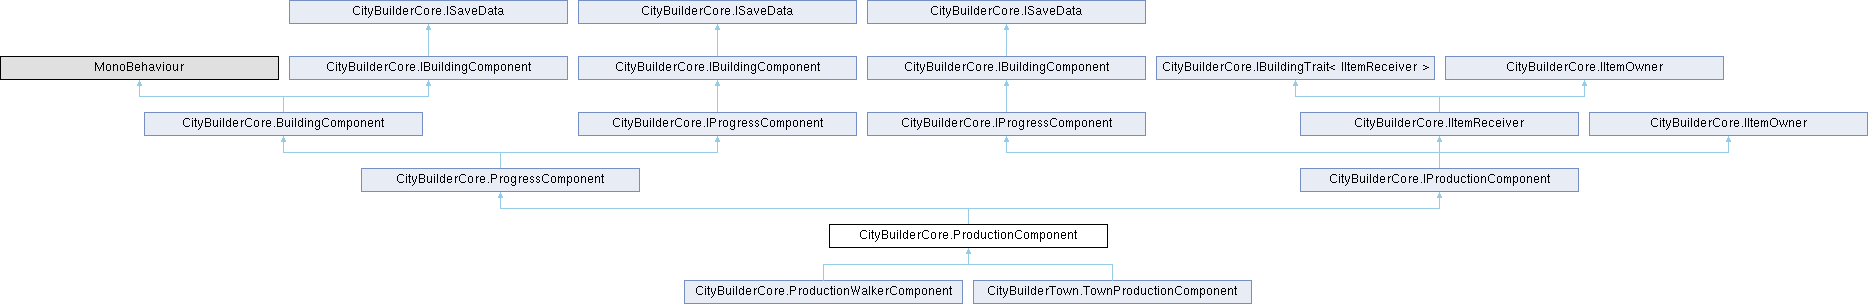 CityBuilderCore.ISaveData
CityBuilderCore.ISaveData
CityBuilderCore.ISaveData
MonoBehaviour
CityBuilderCore.IBuildingComponent
CityBuilderCore.IBuildingComponent
CityBuilderCore.IBuildingComponent
CityBuilderCore.IBuildingTrait< IItemReceiver >
CityBuilderCore.IItemOwner
CityBuilderCore.BuildingComponent
CityBuilderCore.IProgressComponent
CityBuilderCore.IProgressComponent
CityBuilderCore.IItemReceiver
CityBuilderCore.IItemOwner
CityBuilderCore.ProgressComponent
CityBuilderCore.IProductionComponent
CityBuilderCore.ProductionComponent
CityBuilderCore.ProductionWalkerComponent
CityBuilderTown.TownProductionComponent